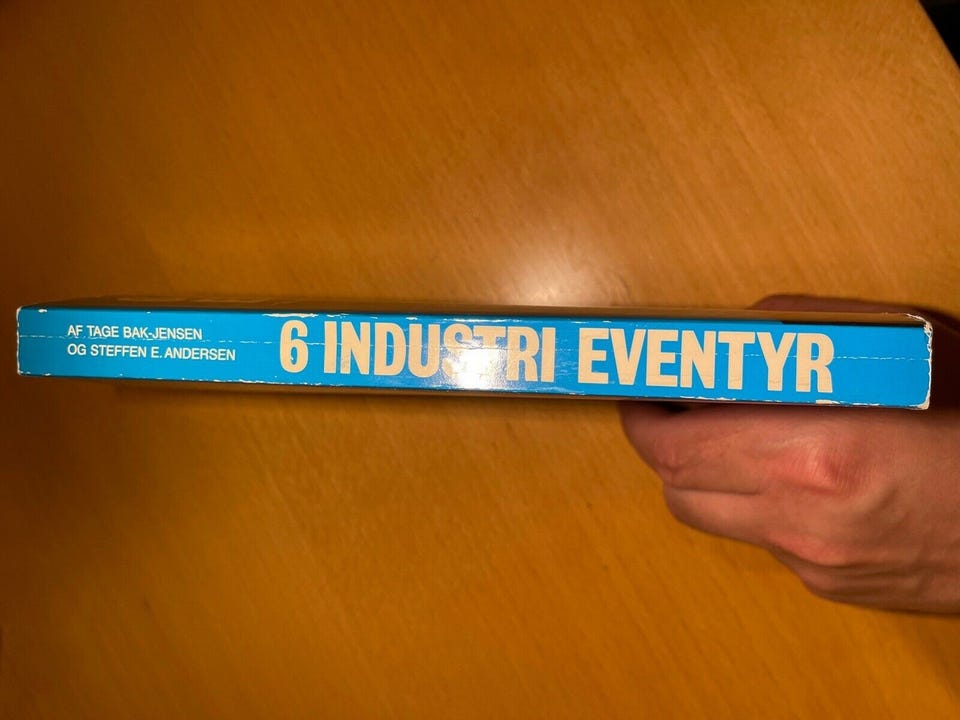 AF TAGE BAK-JENSEN
OG STEFFEN E. ANDERSEN
6 INDUSTRI EVENTYR